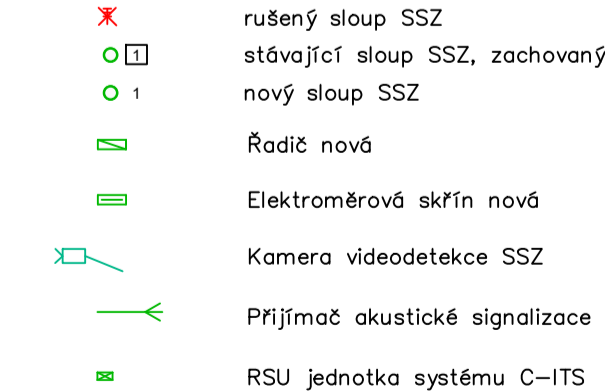 rušený sloup SSZ
1 stávající sloup SSZ, zachovaný
1 nový sloup SSZ
Řadič nová
Elektroměrová skřín nová
Kamera videodetekce SSZ
Přijímač akustické signalizace
RSU jednotka systému C-ITS